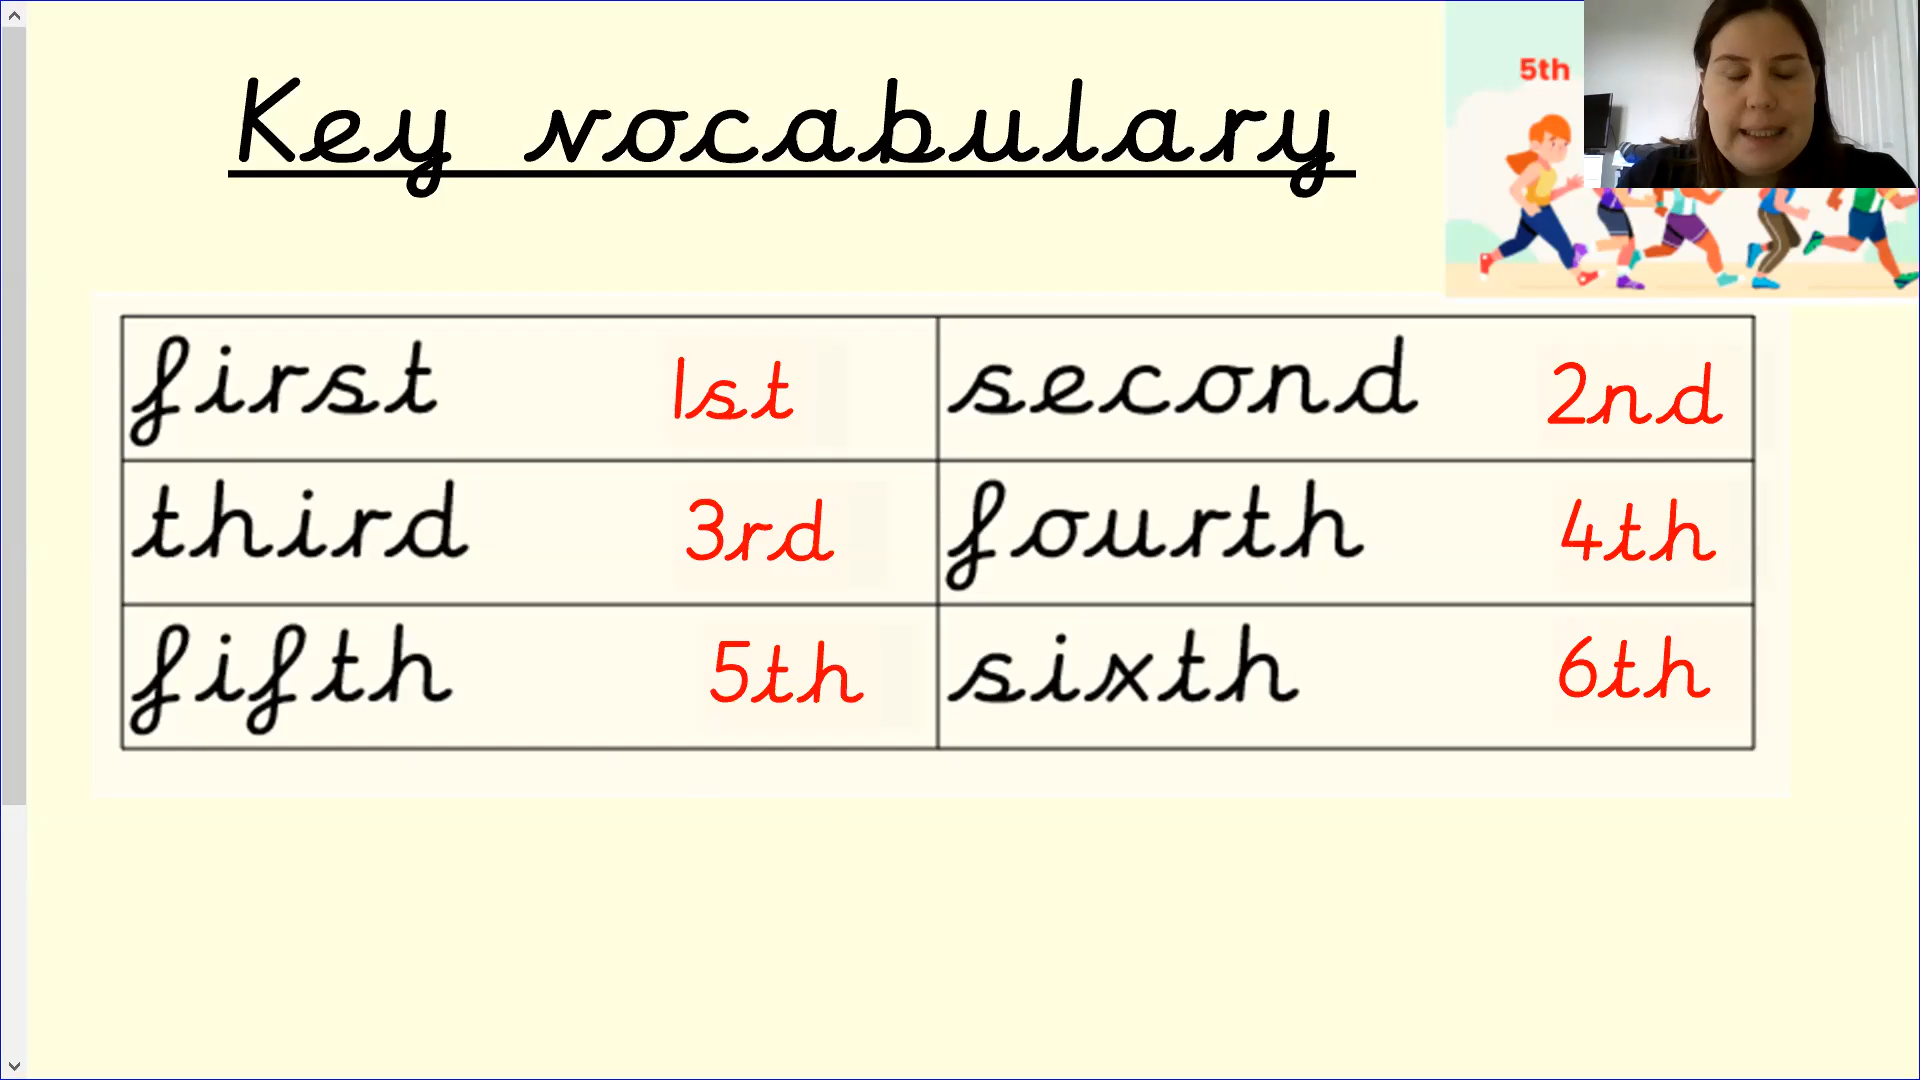 Key vocabulary
5th
first 1st second 2nd
third 3rd fourth 4th
fifth 5th sixth 6th